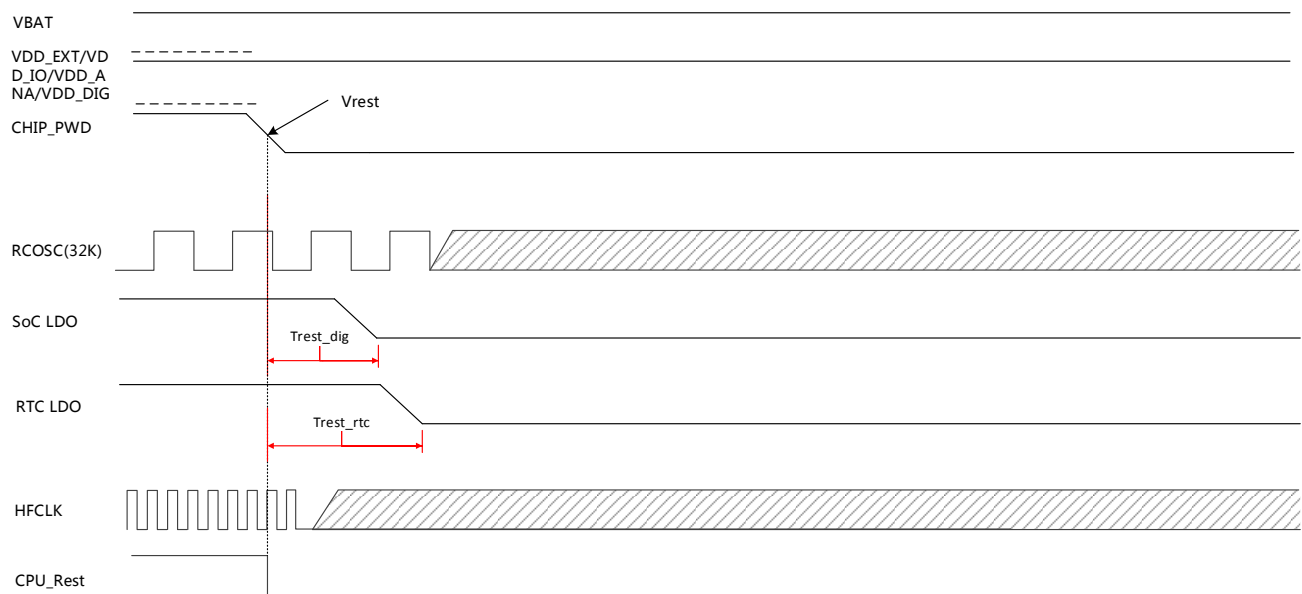 VBAT
VDD_EXT/VD
D_IO/VDD_A
NA/VDD_DIG
Vrest
CHIP_PWD
RCOSC(32K)
SoC LDO
Trest_dig
RTC LDO
Trest_rtc
HFCLK
CPU_Rest